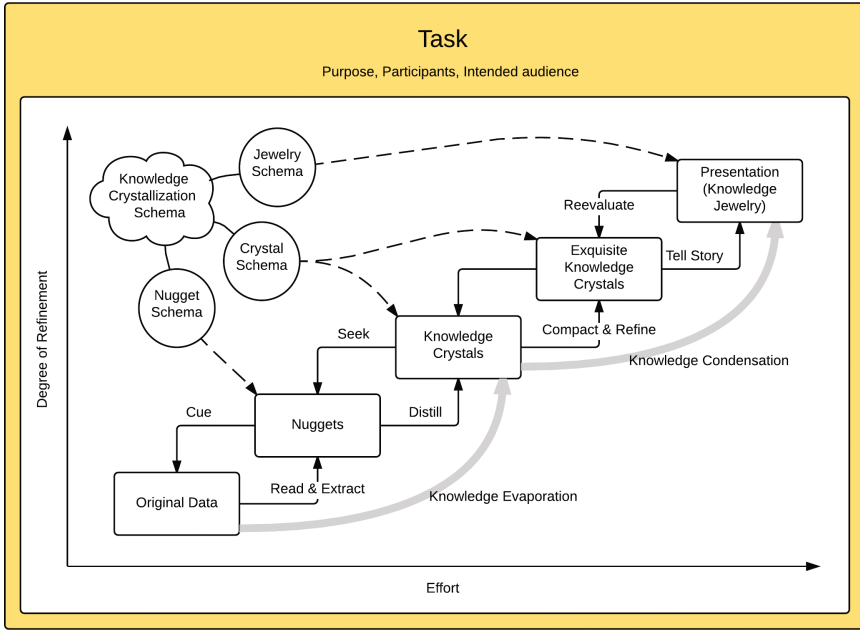 Task
Purpose, Participants, Intended audience
Jewelry
Schema
Knowledge
Crystallization
Schema
Presentation
(Knowledge
Jewelry)
Reevaluate
Crystal
Schema
Exquisite
Knowledge
Crystals
Tell Story
Nugget
Schema
Degree of Refinement
Seek
Knowledge
Crystals
Compact & Refine
Knowledge Condensation
Cue
Nuggets
Distill
Original Data
Read & Extract
Knowledge Evaporation
Effort